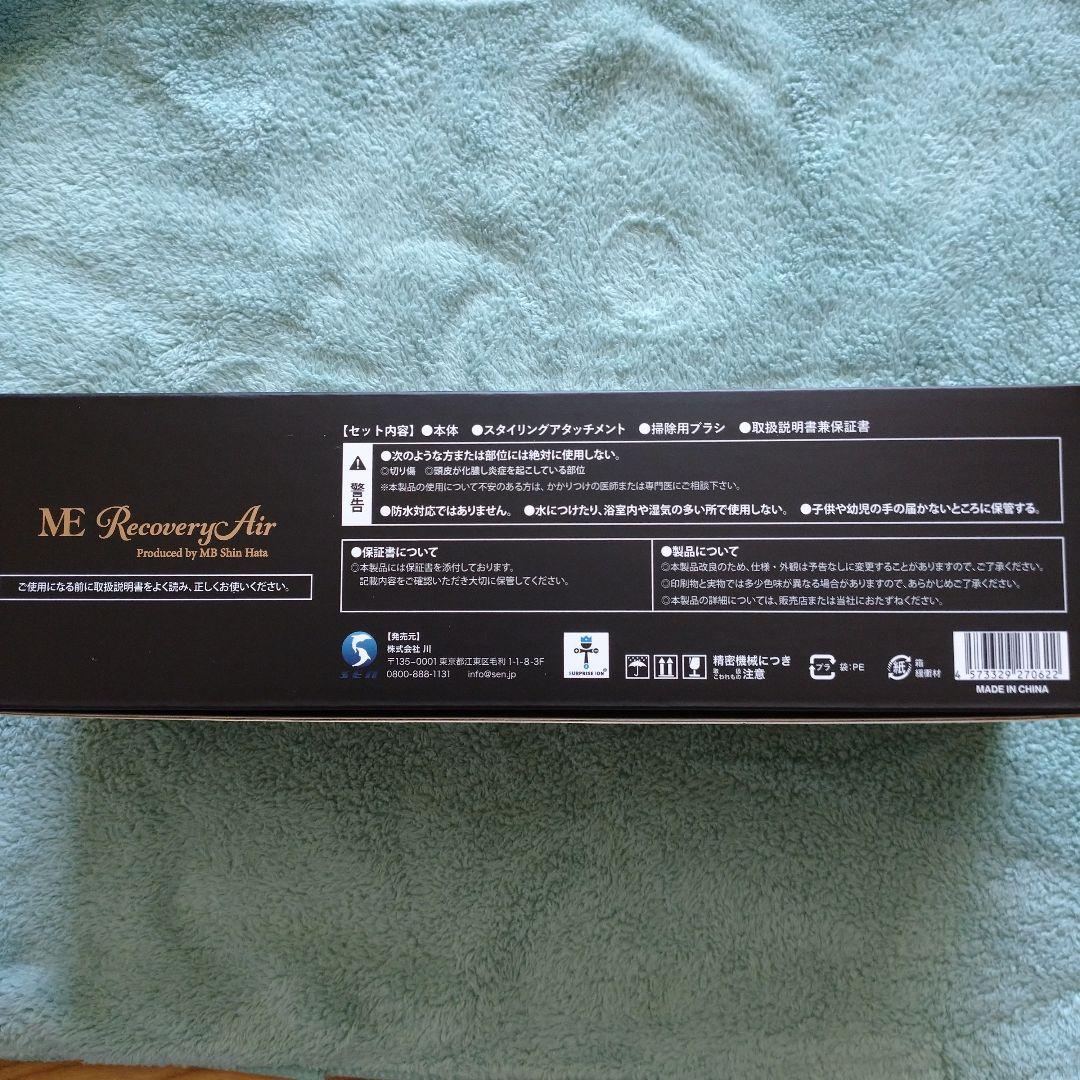 ME Recovery Air
Produced by MB Shin Hata
ご使用になる前に取扱説明書をよく読み、正しくお使いください。
【セット内容】●本体 ●スタイリングアタッチメント ●掃除用ブラシ ●取扱説明書兼保証書
警告
●次のような方または部位には絶対に使用しない。
◎切り傷 ◎頭皮が化膿し炎症を起こしている部位
※本製品の使用について不安のある方は、かかりつけの医師または専門医にご相談下さい。
●防水対応ではありません。 ●水につけたり、浴室内や湿気の多い所で使用しない。 ●子供や幼児の手の届かないところに保管する。
●保証書について
◎本製品には保証書を添付しております。
記載内容をご確認いただき大切に保管してください。
●製品について
◎本製品改良のため、仕様・外観は予告なしに変更することがありますので、ご了承ください。
◎印刷物と実物では多少色味が異なる場合がありますので、あらかじめご了承ください。
◎本製品の詳細については、販売店または当社におたずねください。
SEN
【発売元】
株式会社 川
〒135-0001 東京都江東区毛利 1-1-8-3F
0800-888-1131 info@sen.jp
SURPRISE ION
精密機械につき
取扱
こわれもの注意
プラ 袋:PE
紙 箱
緩衝材
4 573329 270622
MADE IN CHINA